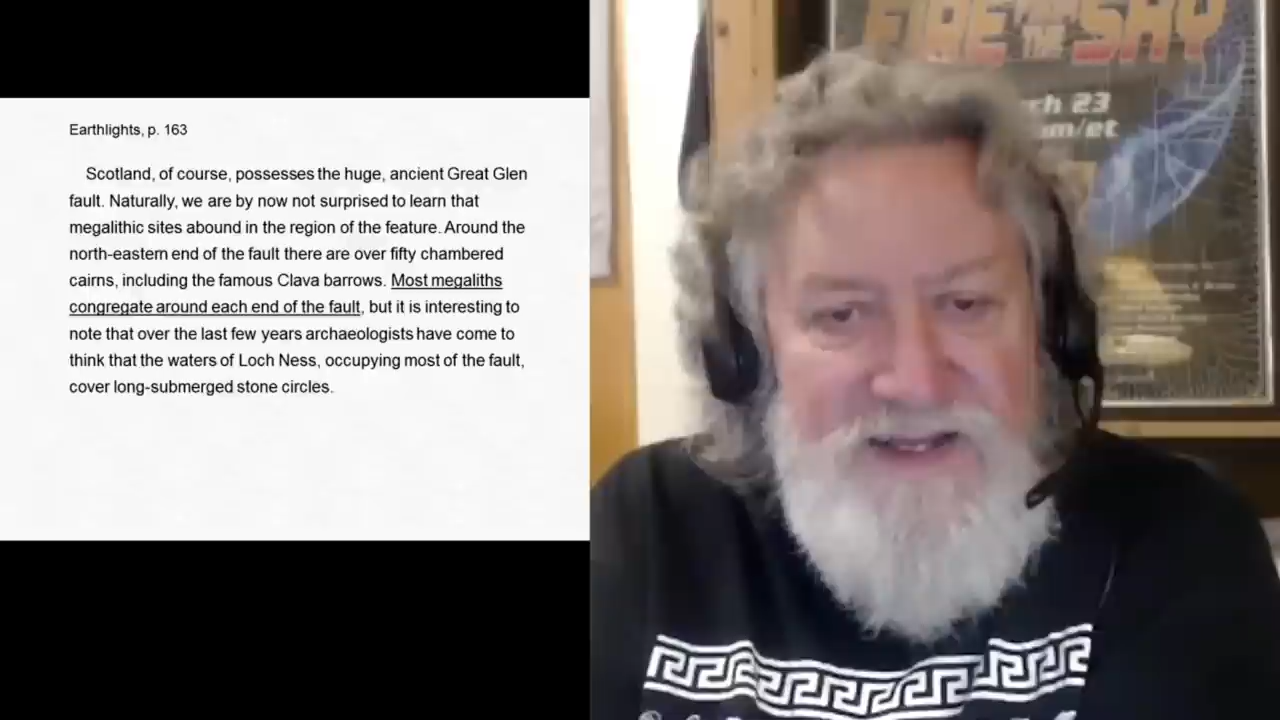 Earthlights, p. 163
Scotland, of course, possesses the huge, ancient Great Glen
fault. Naturally, we are by now not surprised to learn that
megalithic sites abound in the region of the feature. Around the
north-eastern end of the fault there are over fifty chambered
cairns, including the famous Clava barrows. Most megaliths
congregate around each end of the fault, but it is interesting to
note that over the last few years archaeologists have come to
think that the waters of Loch Ness, occupying most of the fault,
cover long-submerged stone circles.
FIRE
THE
SKY
23